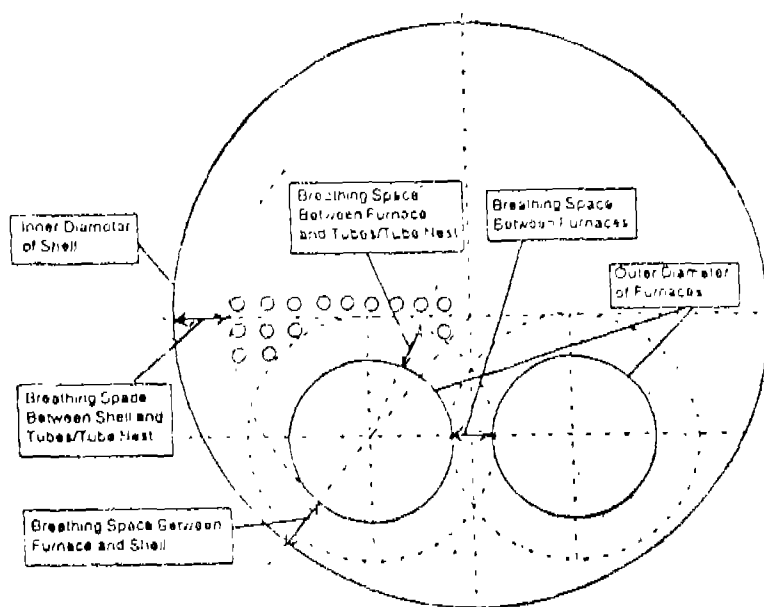 Breathing Space
Between Furnace
and Tubes/Tube Nest
Breathing Space
Between Furnaces
Inner Diameter
of Shell
Outer Diameter
of Furnaces
Breathing Spade
Between Shell and
Tubes/Tube Nest
Breathing Space Between
Furnace and Shell